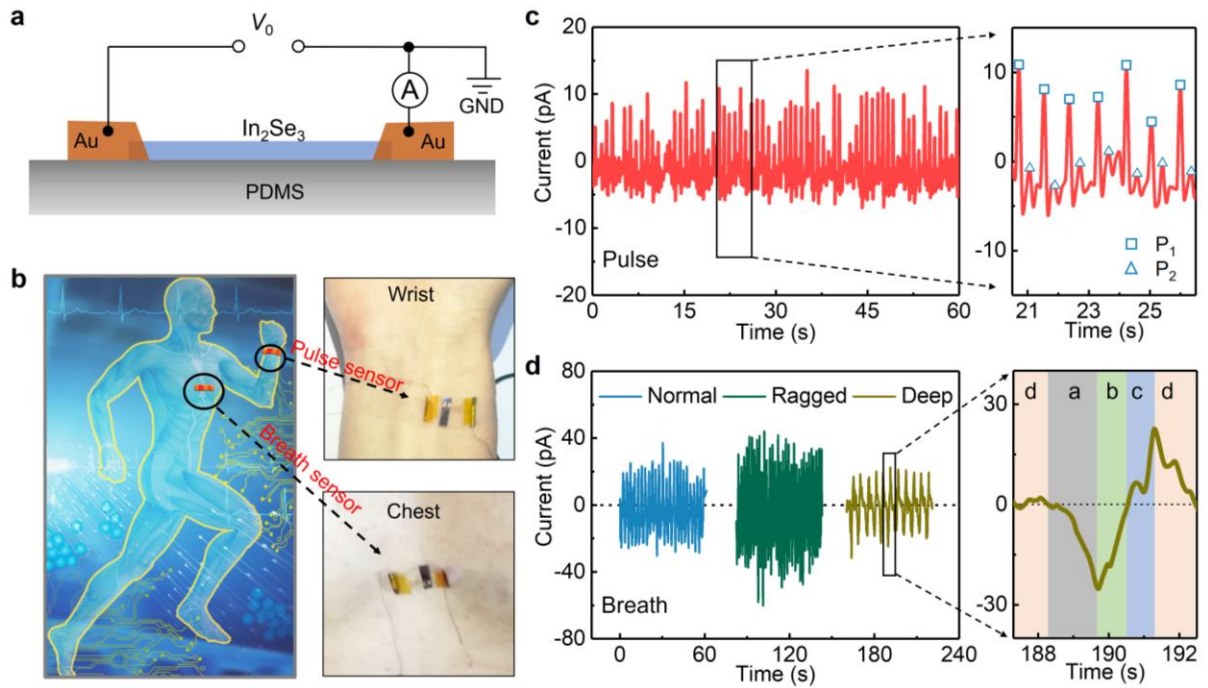 a
V₀
A
GND
Au
In₂Se₃
Au
PDMS
b
Pulse sensor
Breath sensor
Wrist
Chest
c
Current (pA)
20
10
0
-10
-20
Pulse
0 15 30 45 60
Time (s)
10
0
-10
P₁
P₂
21 23 25
Time (s)
d
Current (pA)
80
40
0
-40
-80
Normal Ragged Deep
Breath
0 60 120 180 240
Time (s)
d a b c d
30
0
-30
188 190 192
Time (s)